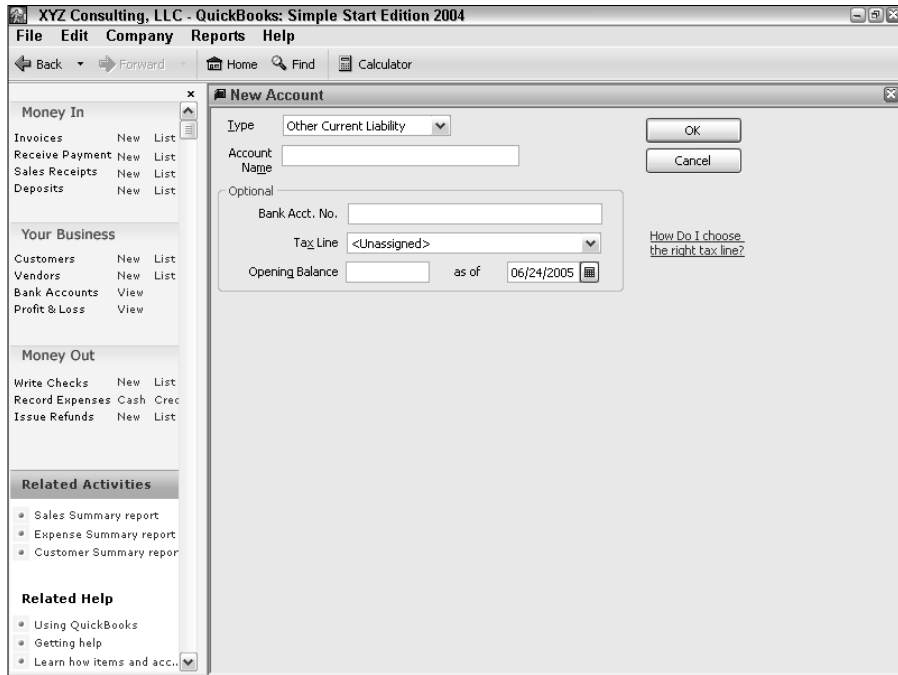 XYZ Consulting, LLC - QuickBooks: Simple Start Edition 2004
File Edit Company Reports Help
Back Forward Home Find Calculator
Money In
Invoices New List
Receive Payment New List
Sales Receipts New List
Deposits New List
Your Business
Customers New List
Vendors New List
Bank Accounts View
Profit & Loss View
Money Out
Write Checks New List
Record Expenses Cash Crec
Issue Refunds New List
Related Activities
Sales Summary report
Expense Summary report
Customer Summary repor
Related Help
Using QuickBooks
Getting help
Learn how items and acc..
New Account
Type Other Current Liability
Account
Name
OK
Cancel
Optional
Bank Acct. No.
Tax Line <Unassigned>
Opening Balance as of 06/24/2005
How Do I choose
the right tax line?